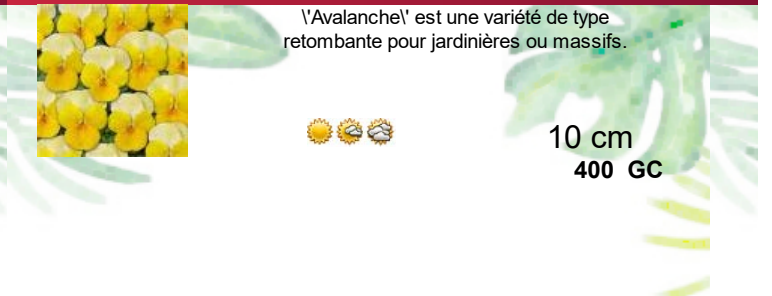 \'Avalanche\' est une variété de type
retombante pour jardinières ou massifs.
10 cm
400 GC